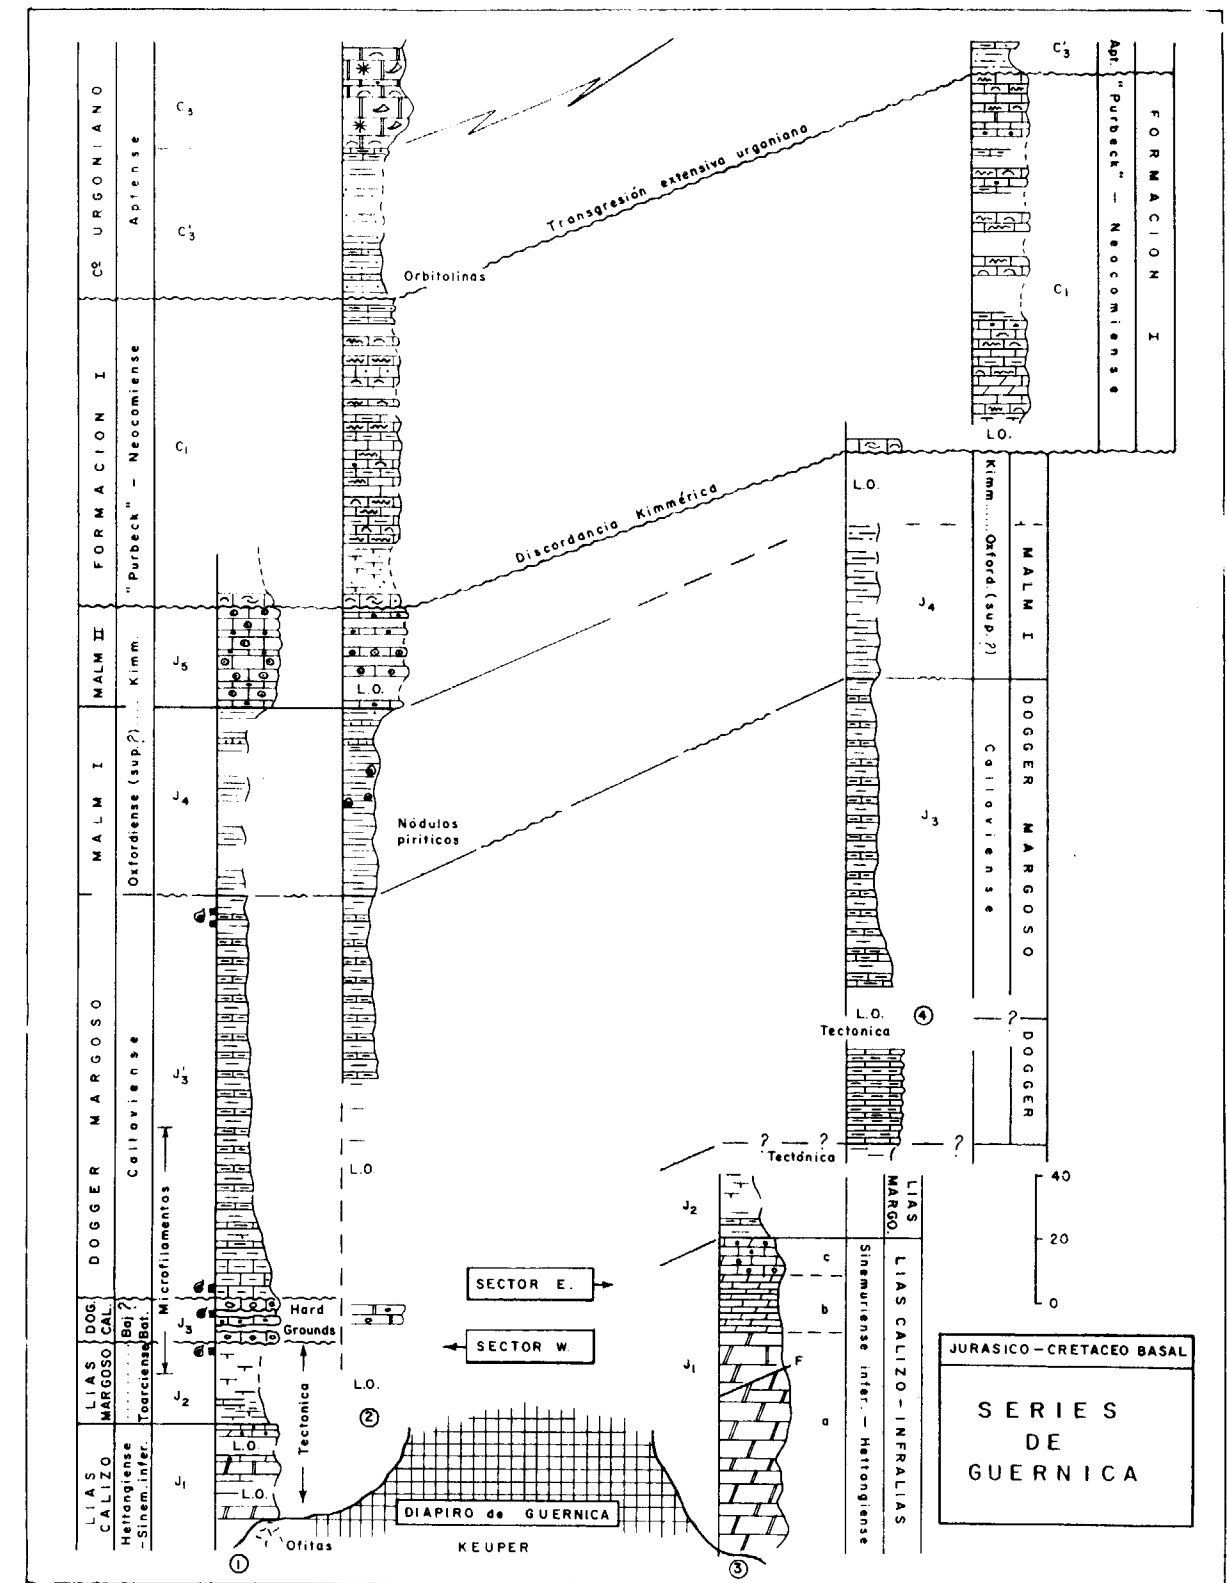 Cº URGONIANO
Aptense
C3
C'3
FORMACION I
"Purbeck" – Neocomiense
C1
MALM II
Kimm.
J5
MALM I
Oxfordiense (sup.?)....
J4
DOGGER MARGOSO
Calloviense
J3
Microfilamentos
DOG. CAL.
Baj ?
Bat.
J3
LIAS MARGOSO
Toarciense
J2
LIAS CALIZO
Hettangiense
-Sinem.infer.
J1
L.O.
L.O.
Ofitas
1
Hard
Grounds
Tectonica
Orbitolinas
L.O.
Nódulos
piríticos
L.O.
L.O.
2
Transgresión extensiva urgoniana
Discordancia Kimmérica
SECTOR E.
SECTOR W.
DIAPIRO de GUERNICA
KEUPER
C'3
Apt.
"Purbeck" – Neocomiense
FORMACION I
C1
L.O.
L.O.
Kimm......Oxford.(sup.?)
MALM I
J4
J3
Calloviense
DOGGER MARGOSO
L.O.
4
Tectonica
?
DOGGER
? ? ?
Tectónica
J2
LIAS
MARGO.
c
b
a
J1
F
Sinemuriense infer. – Hettangiense
LIAS CALIZO – INFRALIAS
3
40
20
0
JURASICO – CRETACEO BASAL
SERIES
DE
GUERNICA